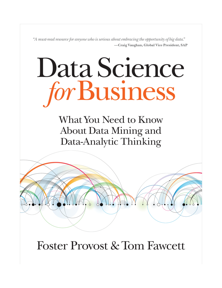 "A must-read resource for anyone who is serious about embracing the opportunity of big data."
—Craig Vaughan, Global Vice President, SAP
Data Science
for Business
What You Need to Know
About Data Mining and
Data-Analytic Thinking
Foster Provost & Tom Fawcett